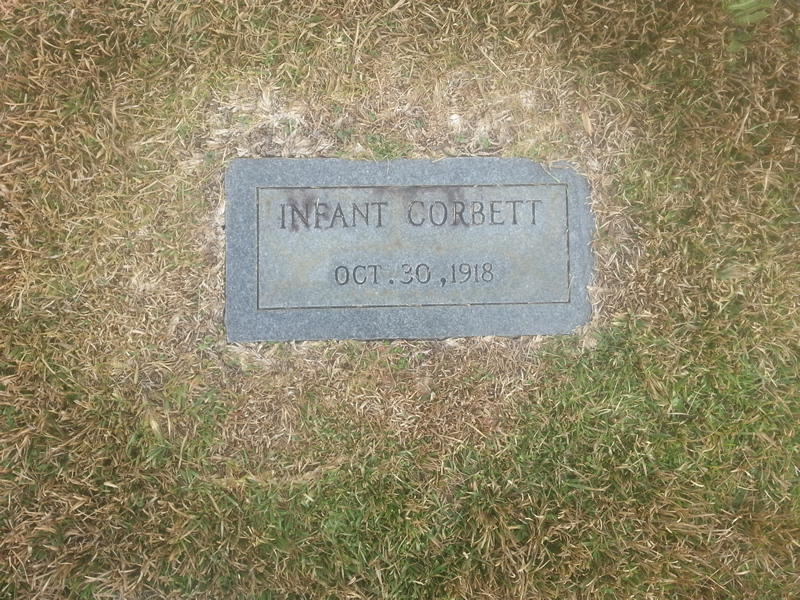 INFANT CORBETT
OCT. 30, 1918